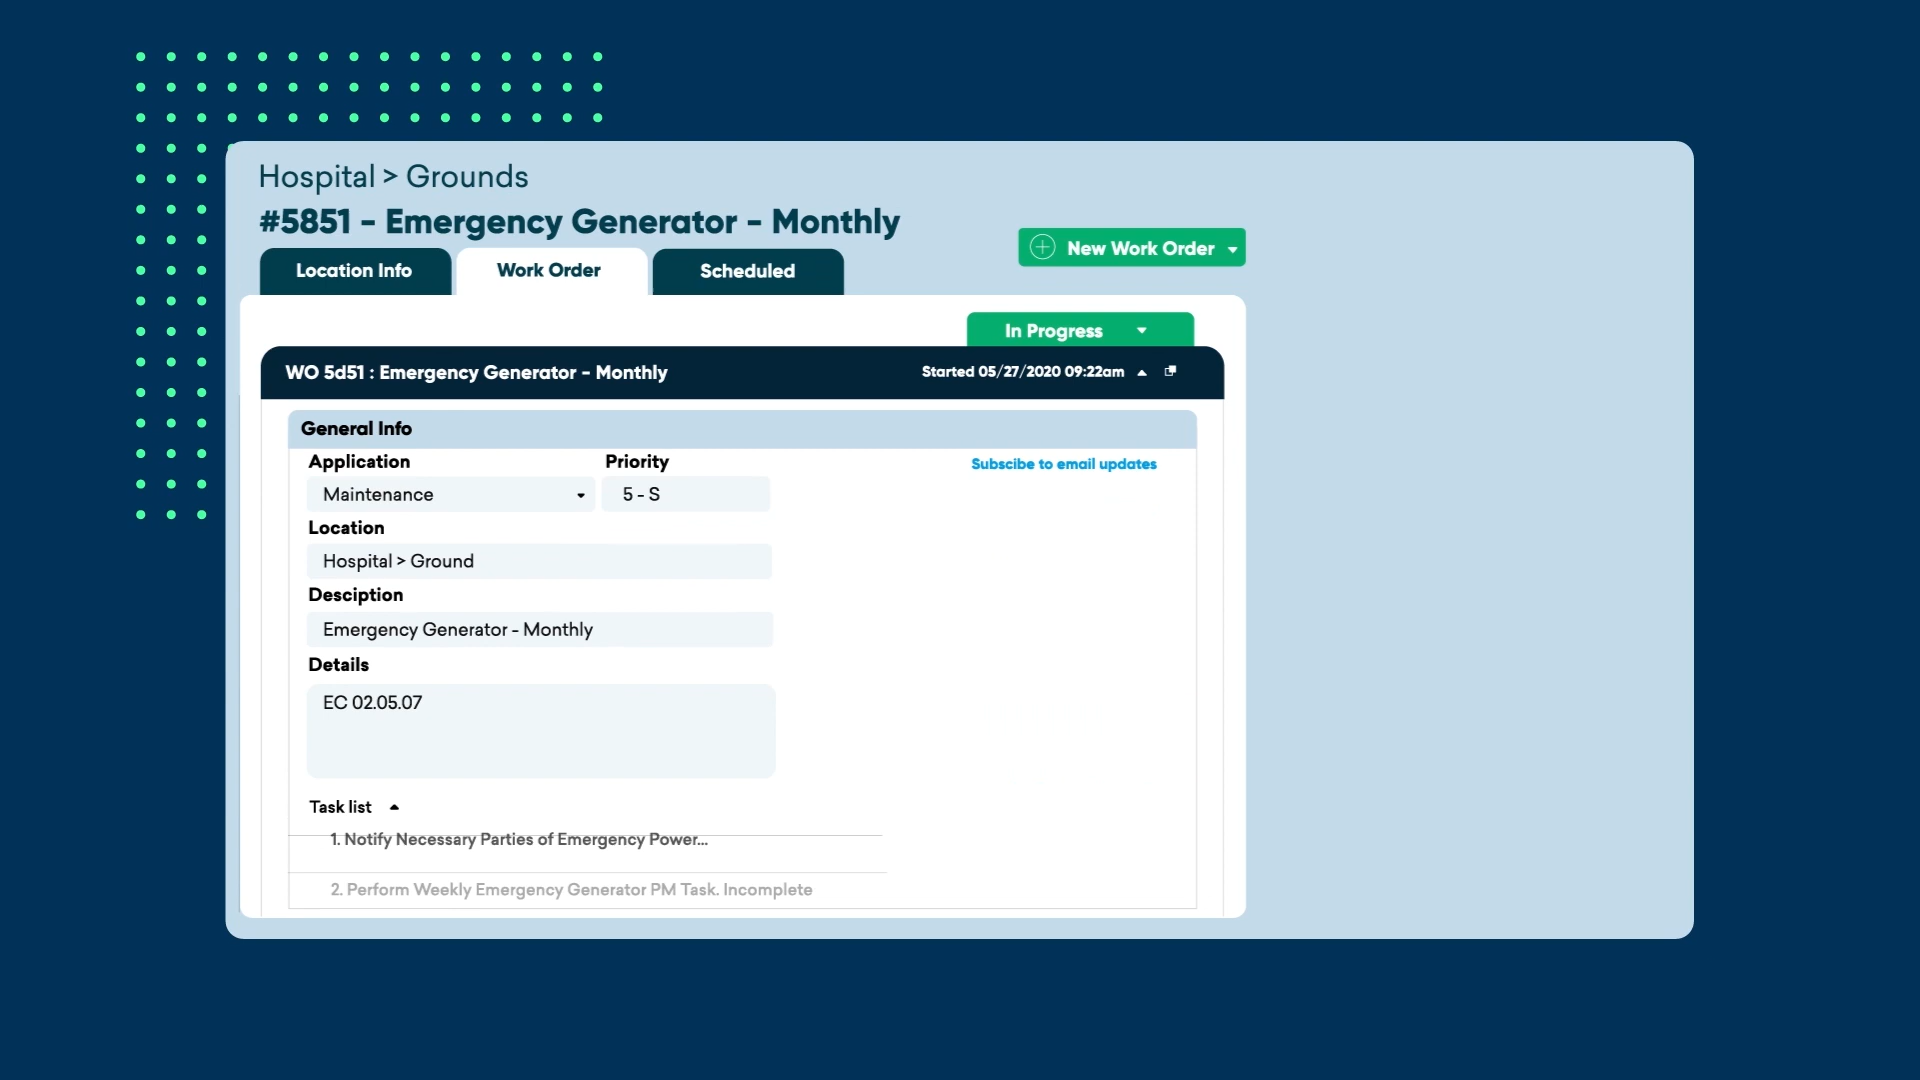 Hospital > Grounds
#5851 - Emergency Generator - Monthly
New Work Order
Location Info
Work Order
Scheduled
In Progress
WO 5d51 : Emergency Generator - Monthly
Started 05/27/2020 09:22am
General Info
Application
Priority
Subscibe to email updates
Maintenance
5 - S
Location
Hospital > Ground
Desciption
Emergency Generator - Monthly
Details
EC 02.05.07
Task list
1. Notify Necessary Parties of Emergency Power...
2. Perform Weekly Emergency Generator PM Task. Incomplete